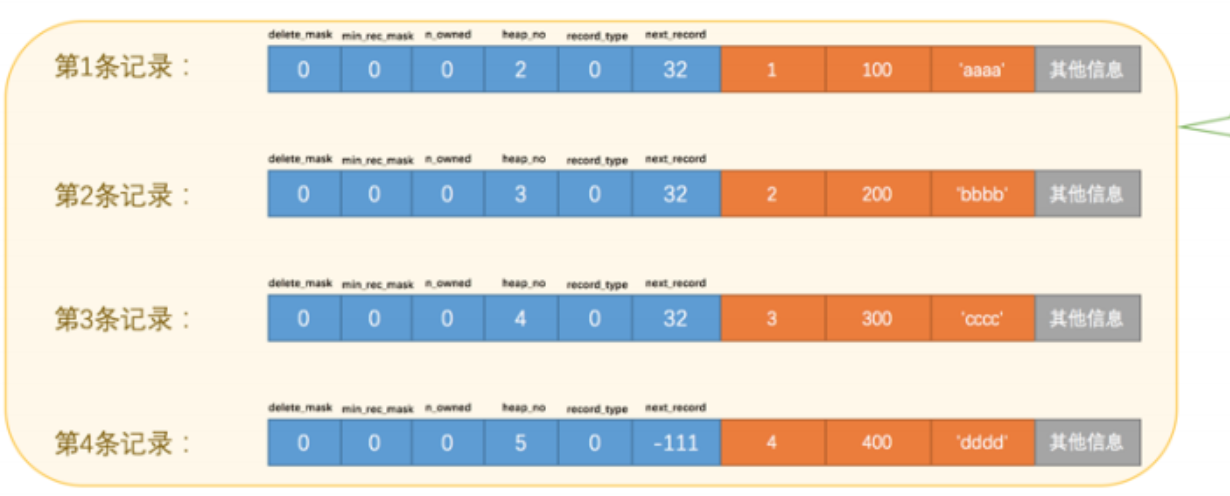 delete_mask min_rec_mask n_owned heap_no record_type next_record
第1条记录： 0 0 0 2 0 32 1 100 'aaaa' 其他信息
delete_mask min_rec_mask n_owned heap_no record_type next_record
第2条记录： 0 0 0 3 0 32 2 200 'bbbb' 其他信息
delete_mask min_rec_mask n_owned heap_no record_type next_record
第3条记录： 0 0 0 4 0 32 3 300 'cccc' 其他信息
delete_mask min_rec_mask n_owned heap_no record_type next_record
第4条记录： 0 0 0 5 0 -111 4 400 'dddd' 其他信息